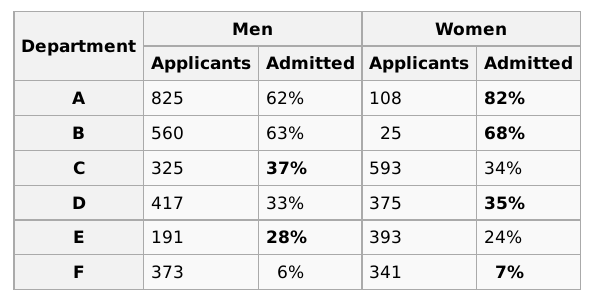 Department Men Women
Applicants Admitted Applicants Admitted
A 825 62% 108 82%
B 560 63% 25 68%
C 325 37% 593 34%
D 417 33% 375 35%
E 191 28% 393 24%
F 373 6% 341 7%